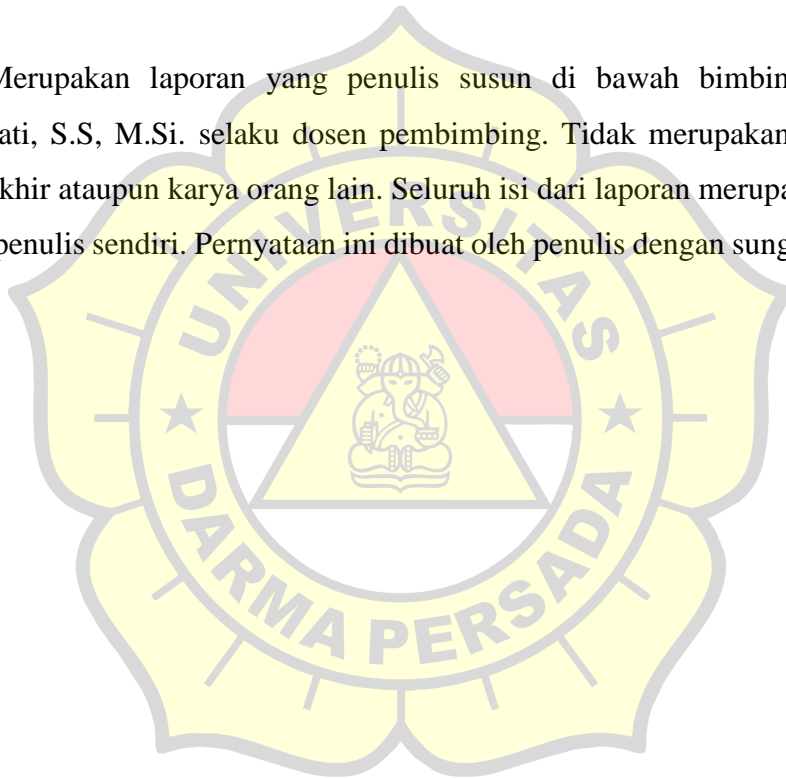 Merupakan laporan yang penulis susun di bawah bimbin
ati, S.S, M.Si. selaku dosen pembimbing. Tidak merupakan
khir ataupun karya orang lain. Seluruh isi dari laporan merupa
penulis sendiri. Pernyataan ini dibuat oleh penulis dengan sung
UNIVERSITAS
DARMA PERSADA